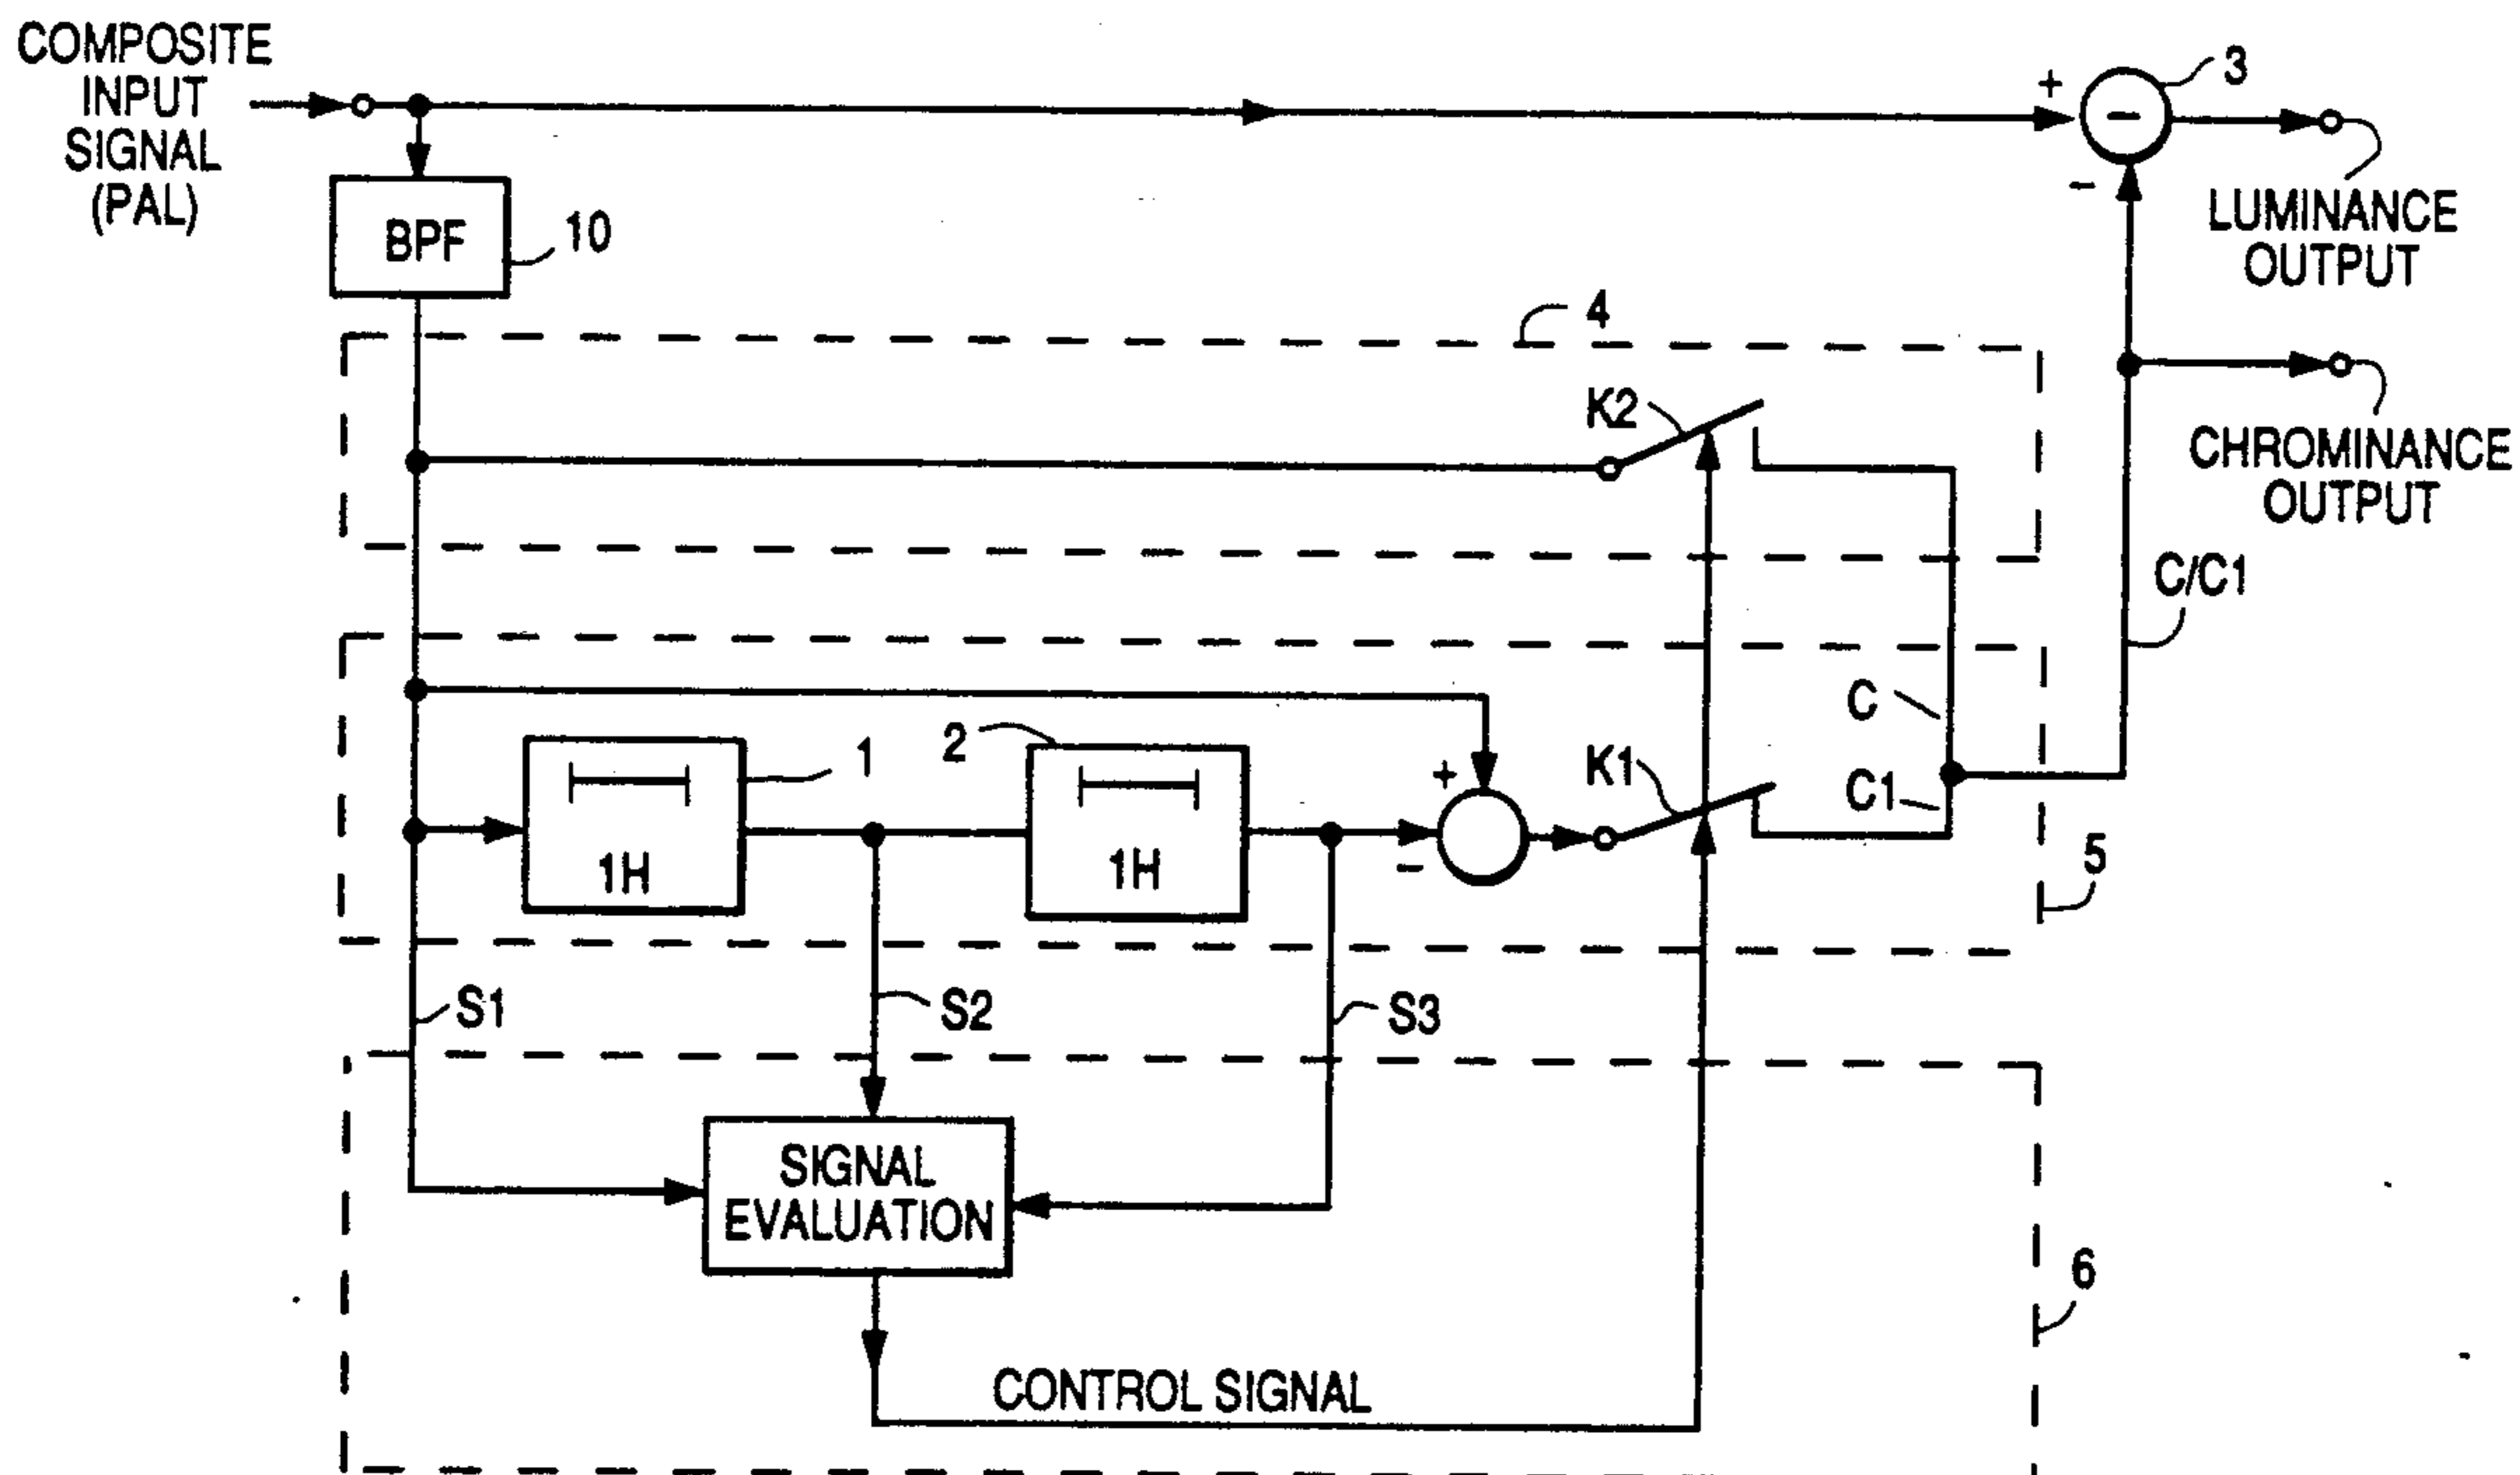 COMPOSITE
INPUT
SIGNAL
(PAL)
+
3
−
−
LUMINANCE
OUTPUT
BPF
10
4
K2
CHROMINANCE
OUTPUT
C/C1
C
1
2
+
K1
C1
1H
1H
−
5
S1
S2
S3
SIGNAL
EVALUATION
6
CONTROL SIGNAL